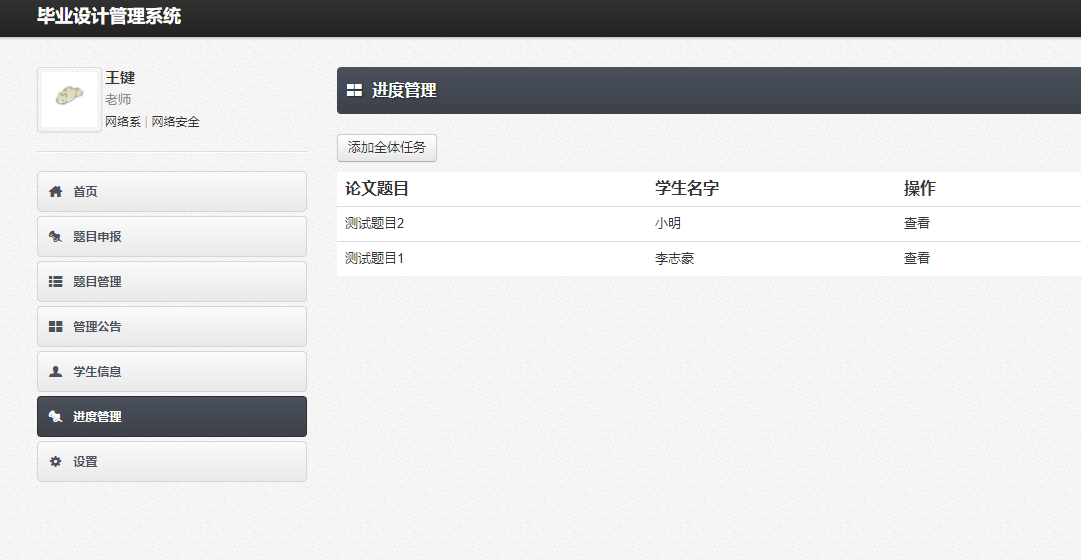 毕业设计管理系统
王键
老师
网络系 | 网络安全
首页
题目申报
题目管理
管理公告
学生信息
进度管理
设置
进度管理
添加全体任务
论文题目 学生名字 操作
测试题目2 小明 查看
测试题目1 李志豪 查看